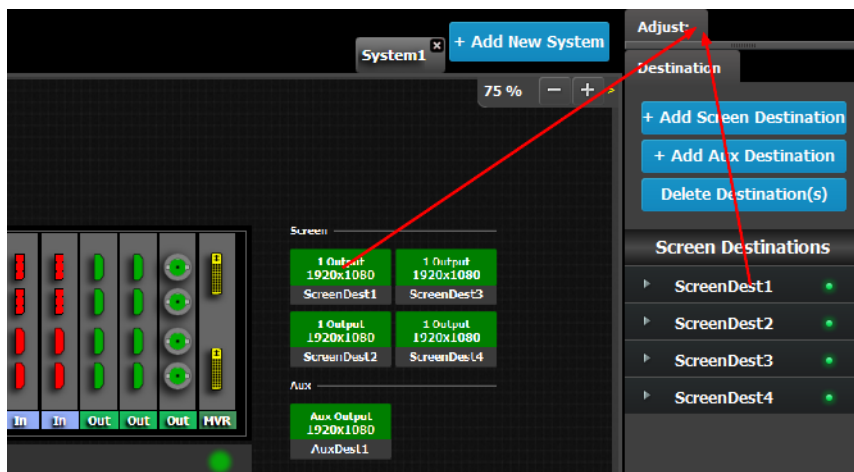 Adjust:
System1 x
+ Add New System
Destination
75 % − + >
+ Add Screen Destination
+ Add Aux Destination
Delete Destination(s)
Screen
Screen Destinations
1 Output
1920x1080
ScreenDest1
1 Output
1920x1080
ScreenDest3
1 Output
1920x1080
ScreenDest2
1 Output
1920x1080
ScreenDest4
ScreenDest1
ScreenDest2
ScreenDest3
ScreenDest4
Aux
Aux Output
1920x1080
AuxDest1
In In Out Out Out MVR